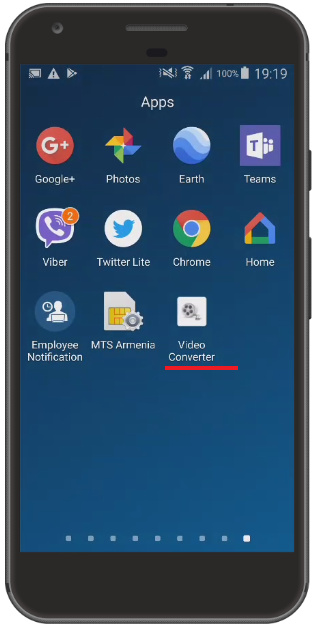 100% 19:19
Apps
G+
Google+
Photos
Earth
T
Teams
2
Viber
Twitter Lite
Chrome
Home
Employee
Notification
MTS Armenia
Video
Converter